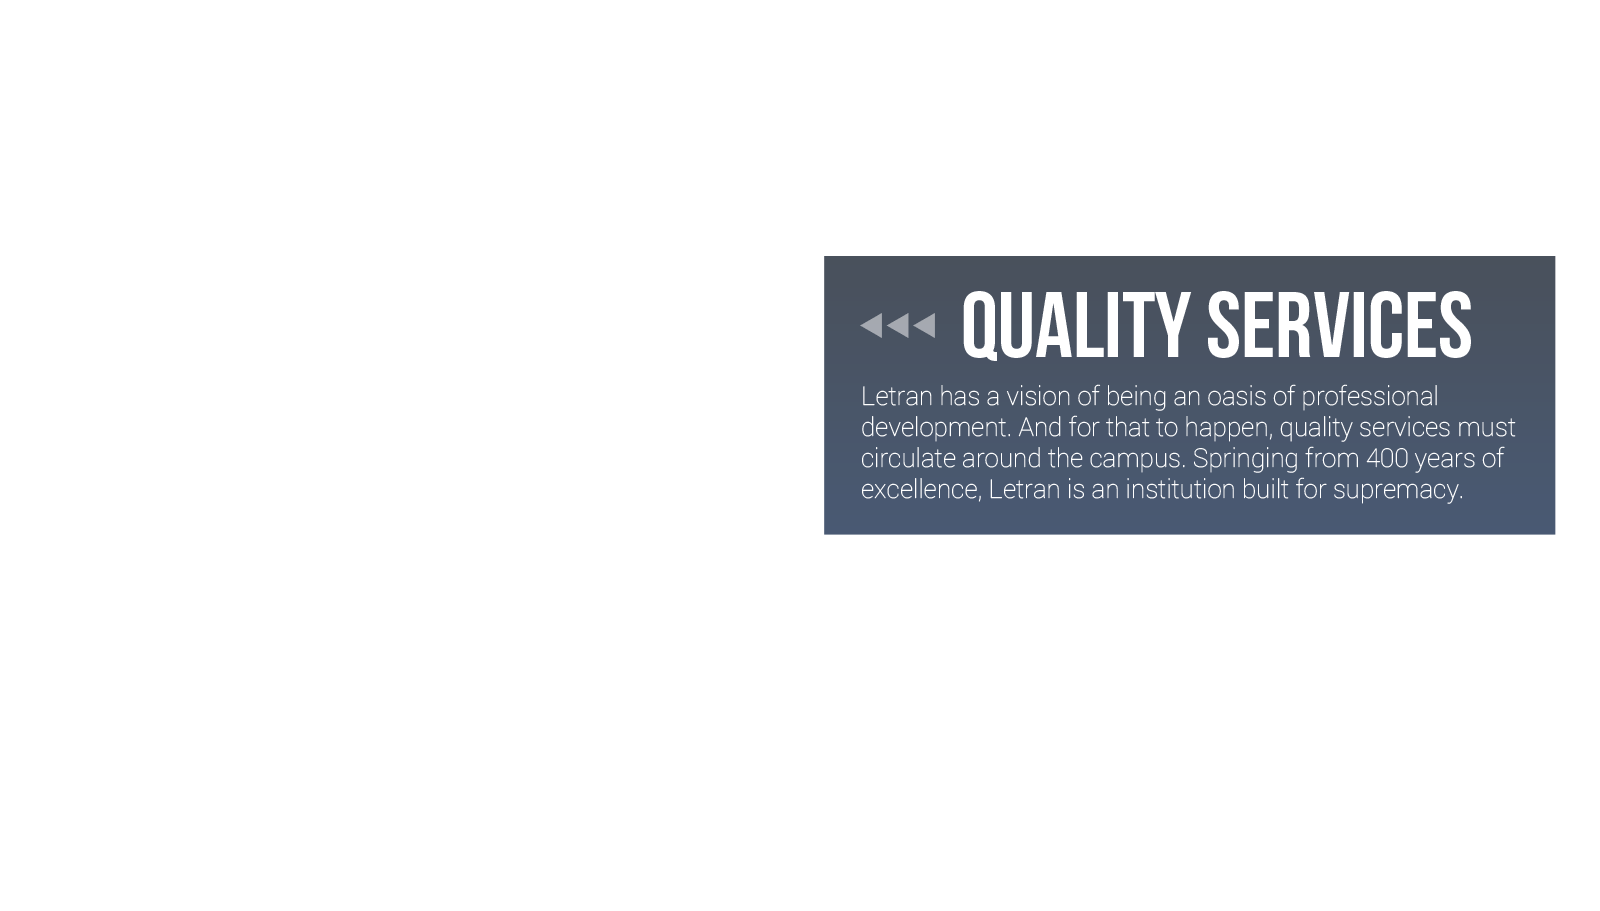 QUALITY SERVICES
Letran has a vision of being an oasis of professional
development. And for that to happen, quality services must
circulate around the campus. Springing from 400 years of
excellence, Letran is an institution built for supremacy.